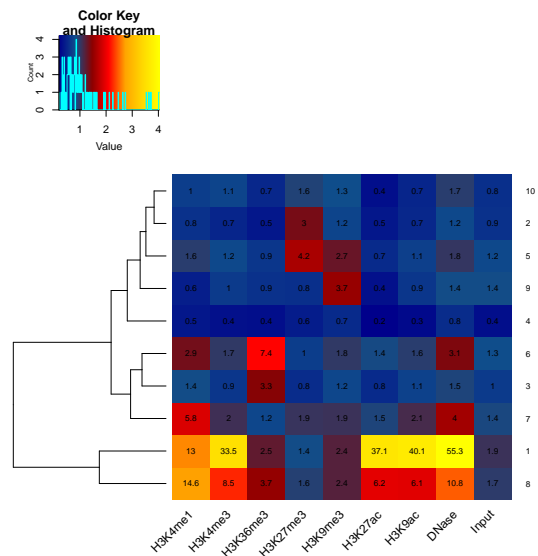 Color Key
and Histogram
Count
0 1 2 3 4
1 2 3 4
Value
1 1.1 0.7 1.6 1.3 0.4 0.7 1.7 0.8 10
0.8 0.7 0.5 3 1.2 0.5 0.7 1.2 0.9 2
1.6 1.2 0.9 4.2 2.7 0.7 1.1 1.8 1.2 5
1 0.9 0.8 3.7 0.4 0.9 1.4 1.4 9
0.5 0.4 0.4 0.6 0.7 0.8 0.4 4
2.9 1.7 7.4 1 1.8 1.4 1.6 3.1 1.3 6
1.4 0.9 3.3 0.8 1.2 0.8 1.1 1.5 1 3
5.8 2 1.2 1.9 1.9 1.5 2.1 4 1.4 7
13 33.5 2.5 1.4 2.4 37.1 40.1 55.3 1.9 1
14.6 8.5 3.7 1.6 2.4 6.2 6.1 10.8 1.7 8
H3K4me1 H3K4me3 H3K36me3 H3K27me3 H3K9me3 H3K27ac H3K9ac DNase Input